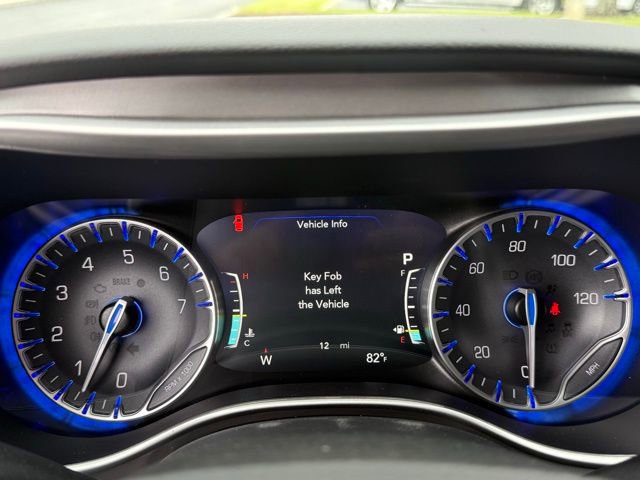 Vehicle Info
Key Fob
has Left
the Vehicle
P
H
C
F
E
W
12 mi
82°F
0
1
2
3
4
5
6
7
BRAKE
RPM x 1000
0
20
40
60
80
100
120
MPH